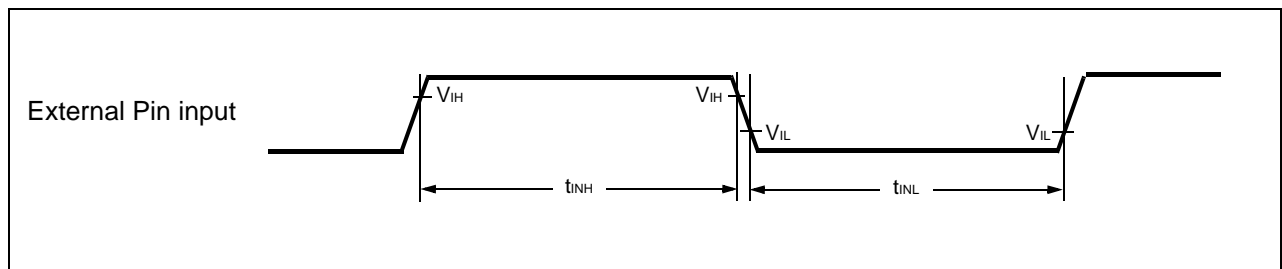 External Pin input
VIH
VIH
VIL
VIL
tINH
tINL